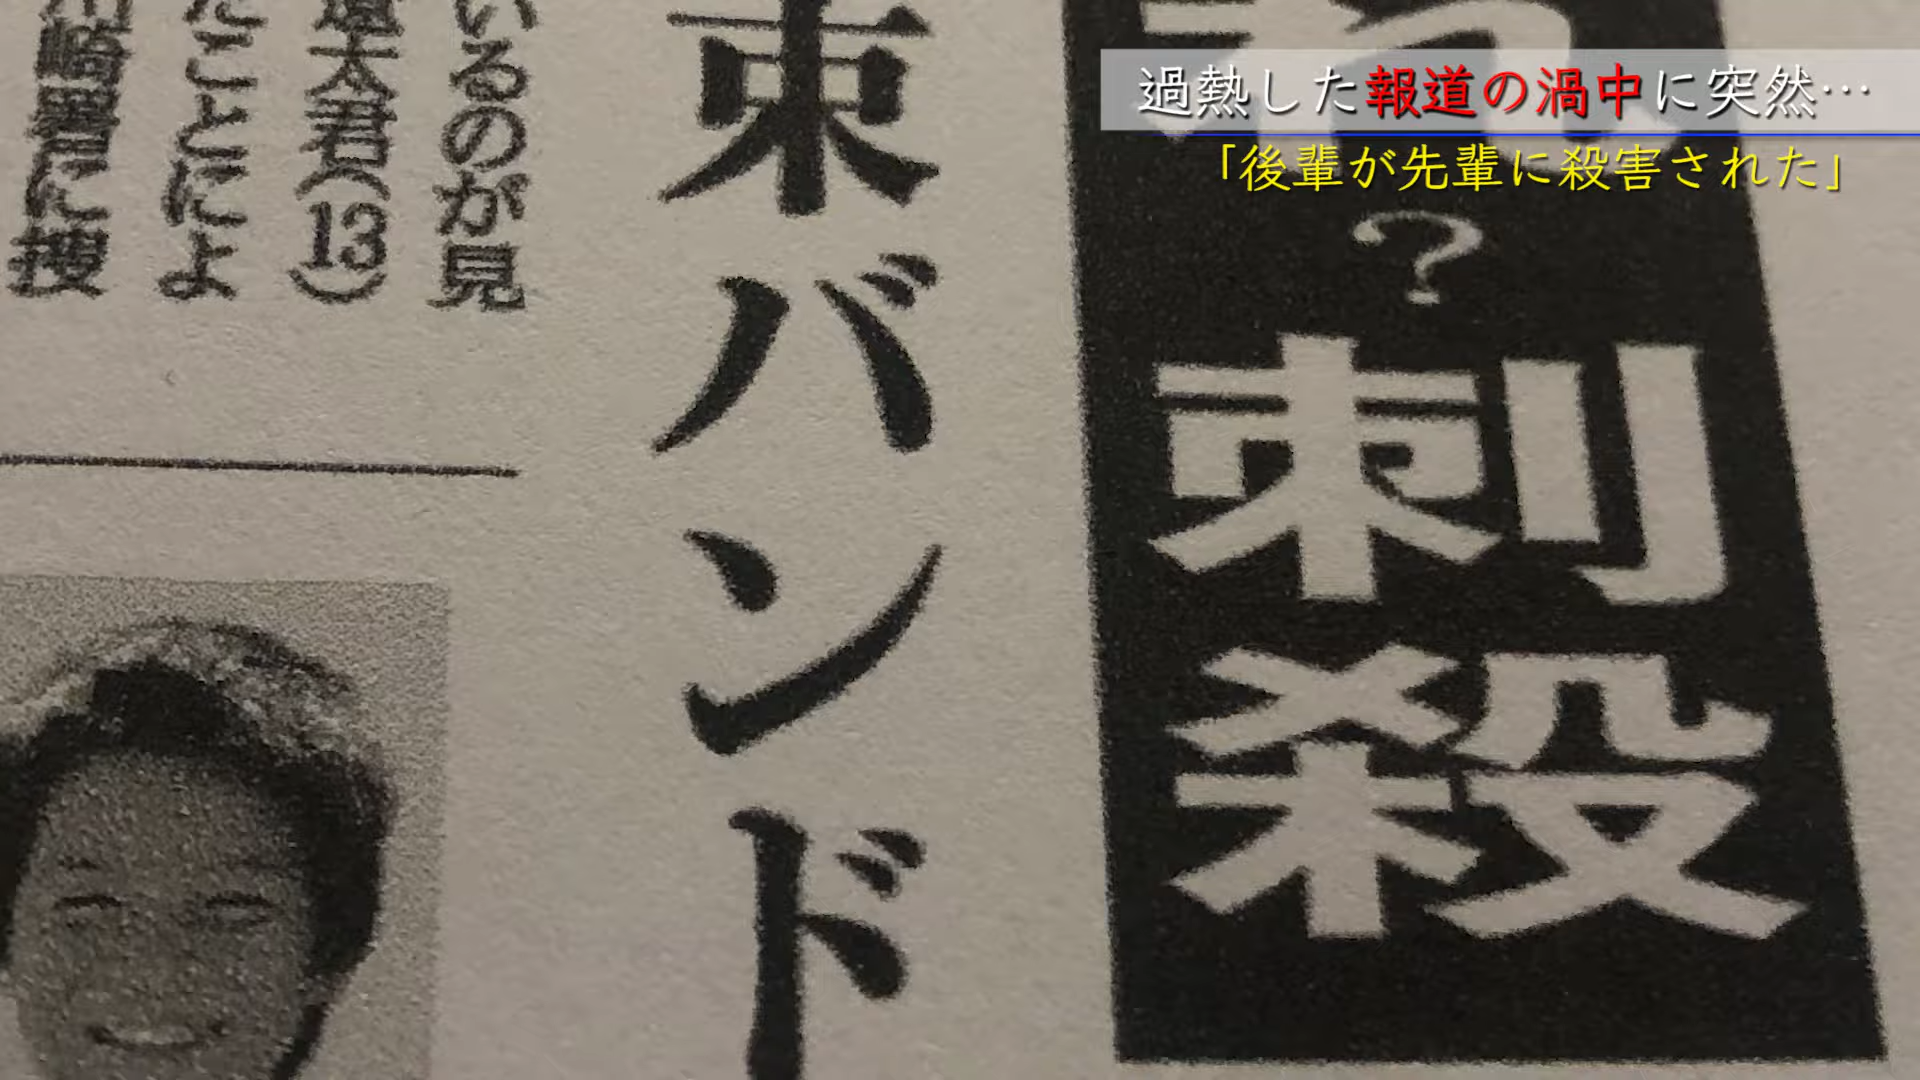 過熱した報道の渦中に突然…
「後輩が先輩に殺害された」
？刺殺
束バンド
いるのが見
太君(13)
たことによ
川崎署に捜